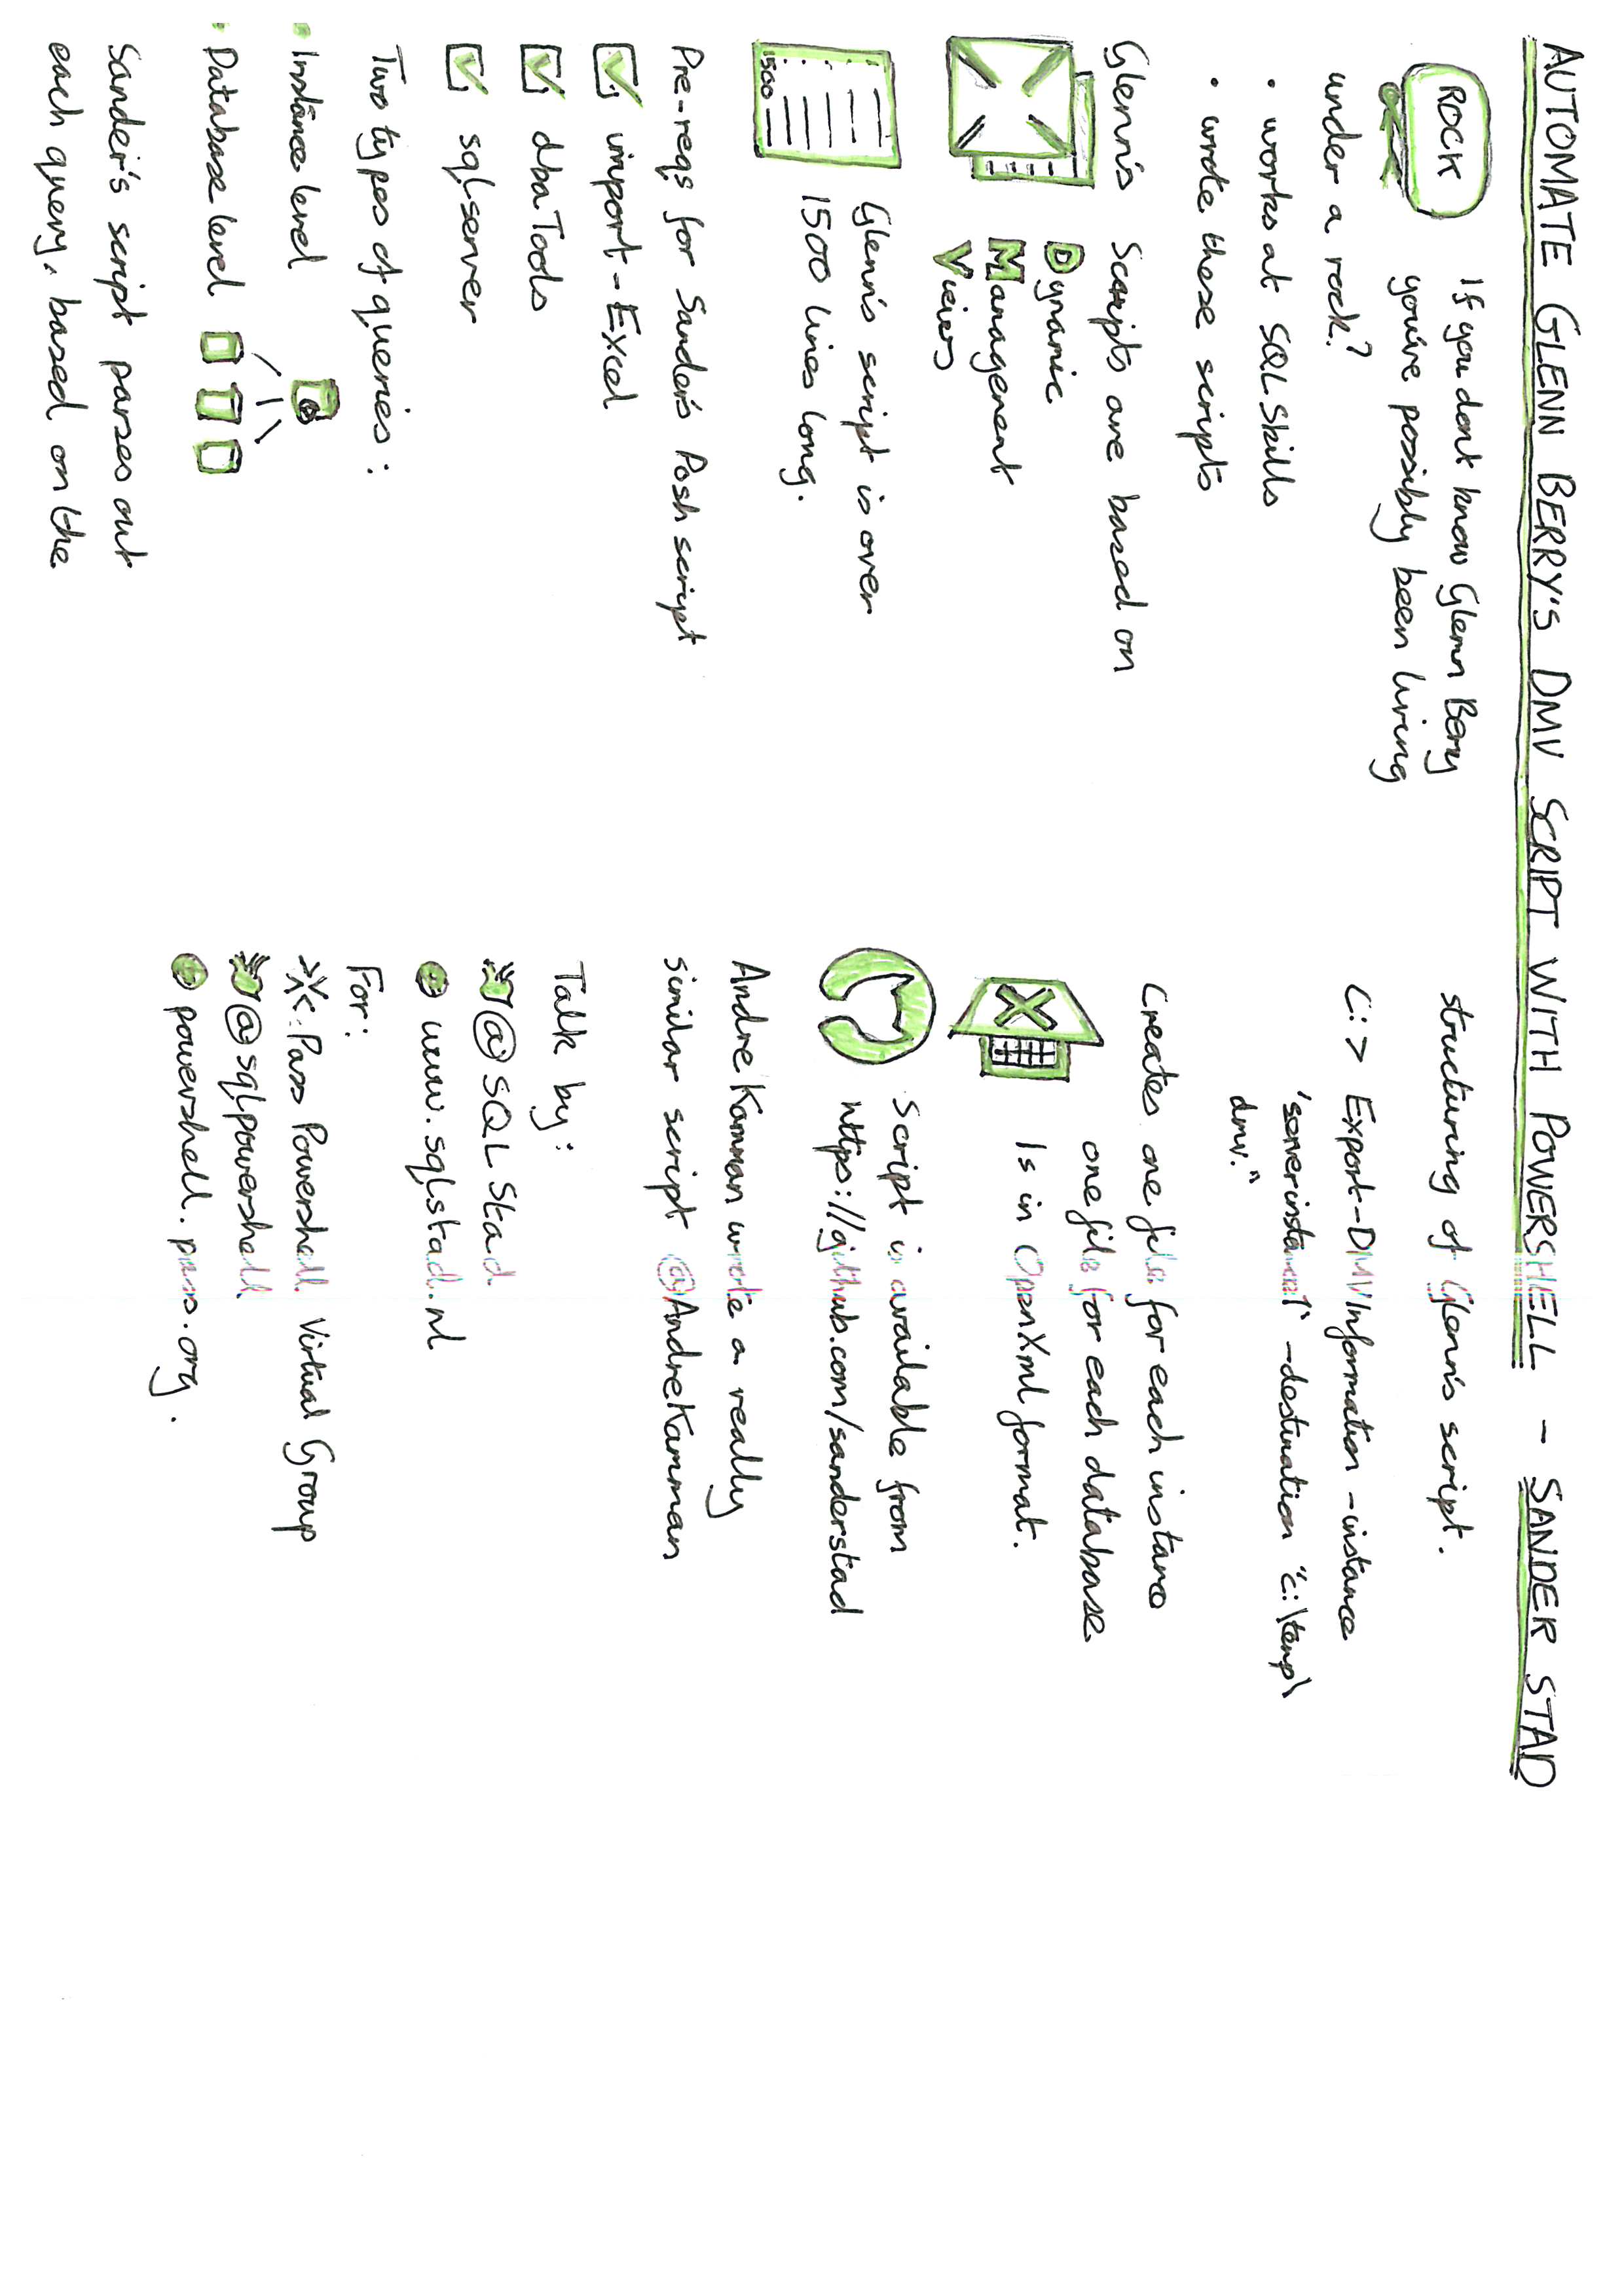 AUTOMATE GLENN BERRY'S DMV SCRIPT WITH POWERSHELL - SANDER STAD
ROCK
If you dont know Glenn Berry
you're possibly been living
under a rock?
• works at SQLSkills
• wrote these scripts
Glenn's Scripts are based on
Dynamic
Management
Views
Glenn's script is over
1500 lines long.
1500
Pre-reqs for Sander's Posh script
import-Excel
dbaTools
sqlserver
Two types of queries:
• Instance level
• Database level
Sander's script parses out
each query, based on the
structuring of Glenn's script.
C:> Export-DMVInformation -instance
'serverinstance1' -destination "c:\temp\
dmv."
Creates one file for each instance
one file for each database
X
Is in OpenXml format.
Script is available from
https://github.com/sanderstad
Andre Kamman wrote a really
similar script @AndreKamman
Talk by:
@SQLStad
www.sqlstad.nl
For:
Pass Powershell Virtual Group
@sqlpowershell
powershell.pass.org.